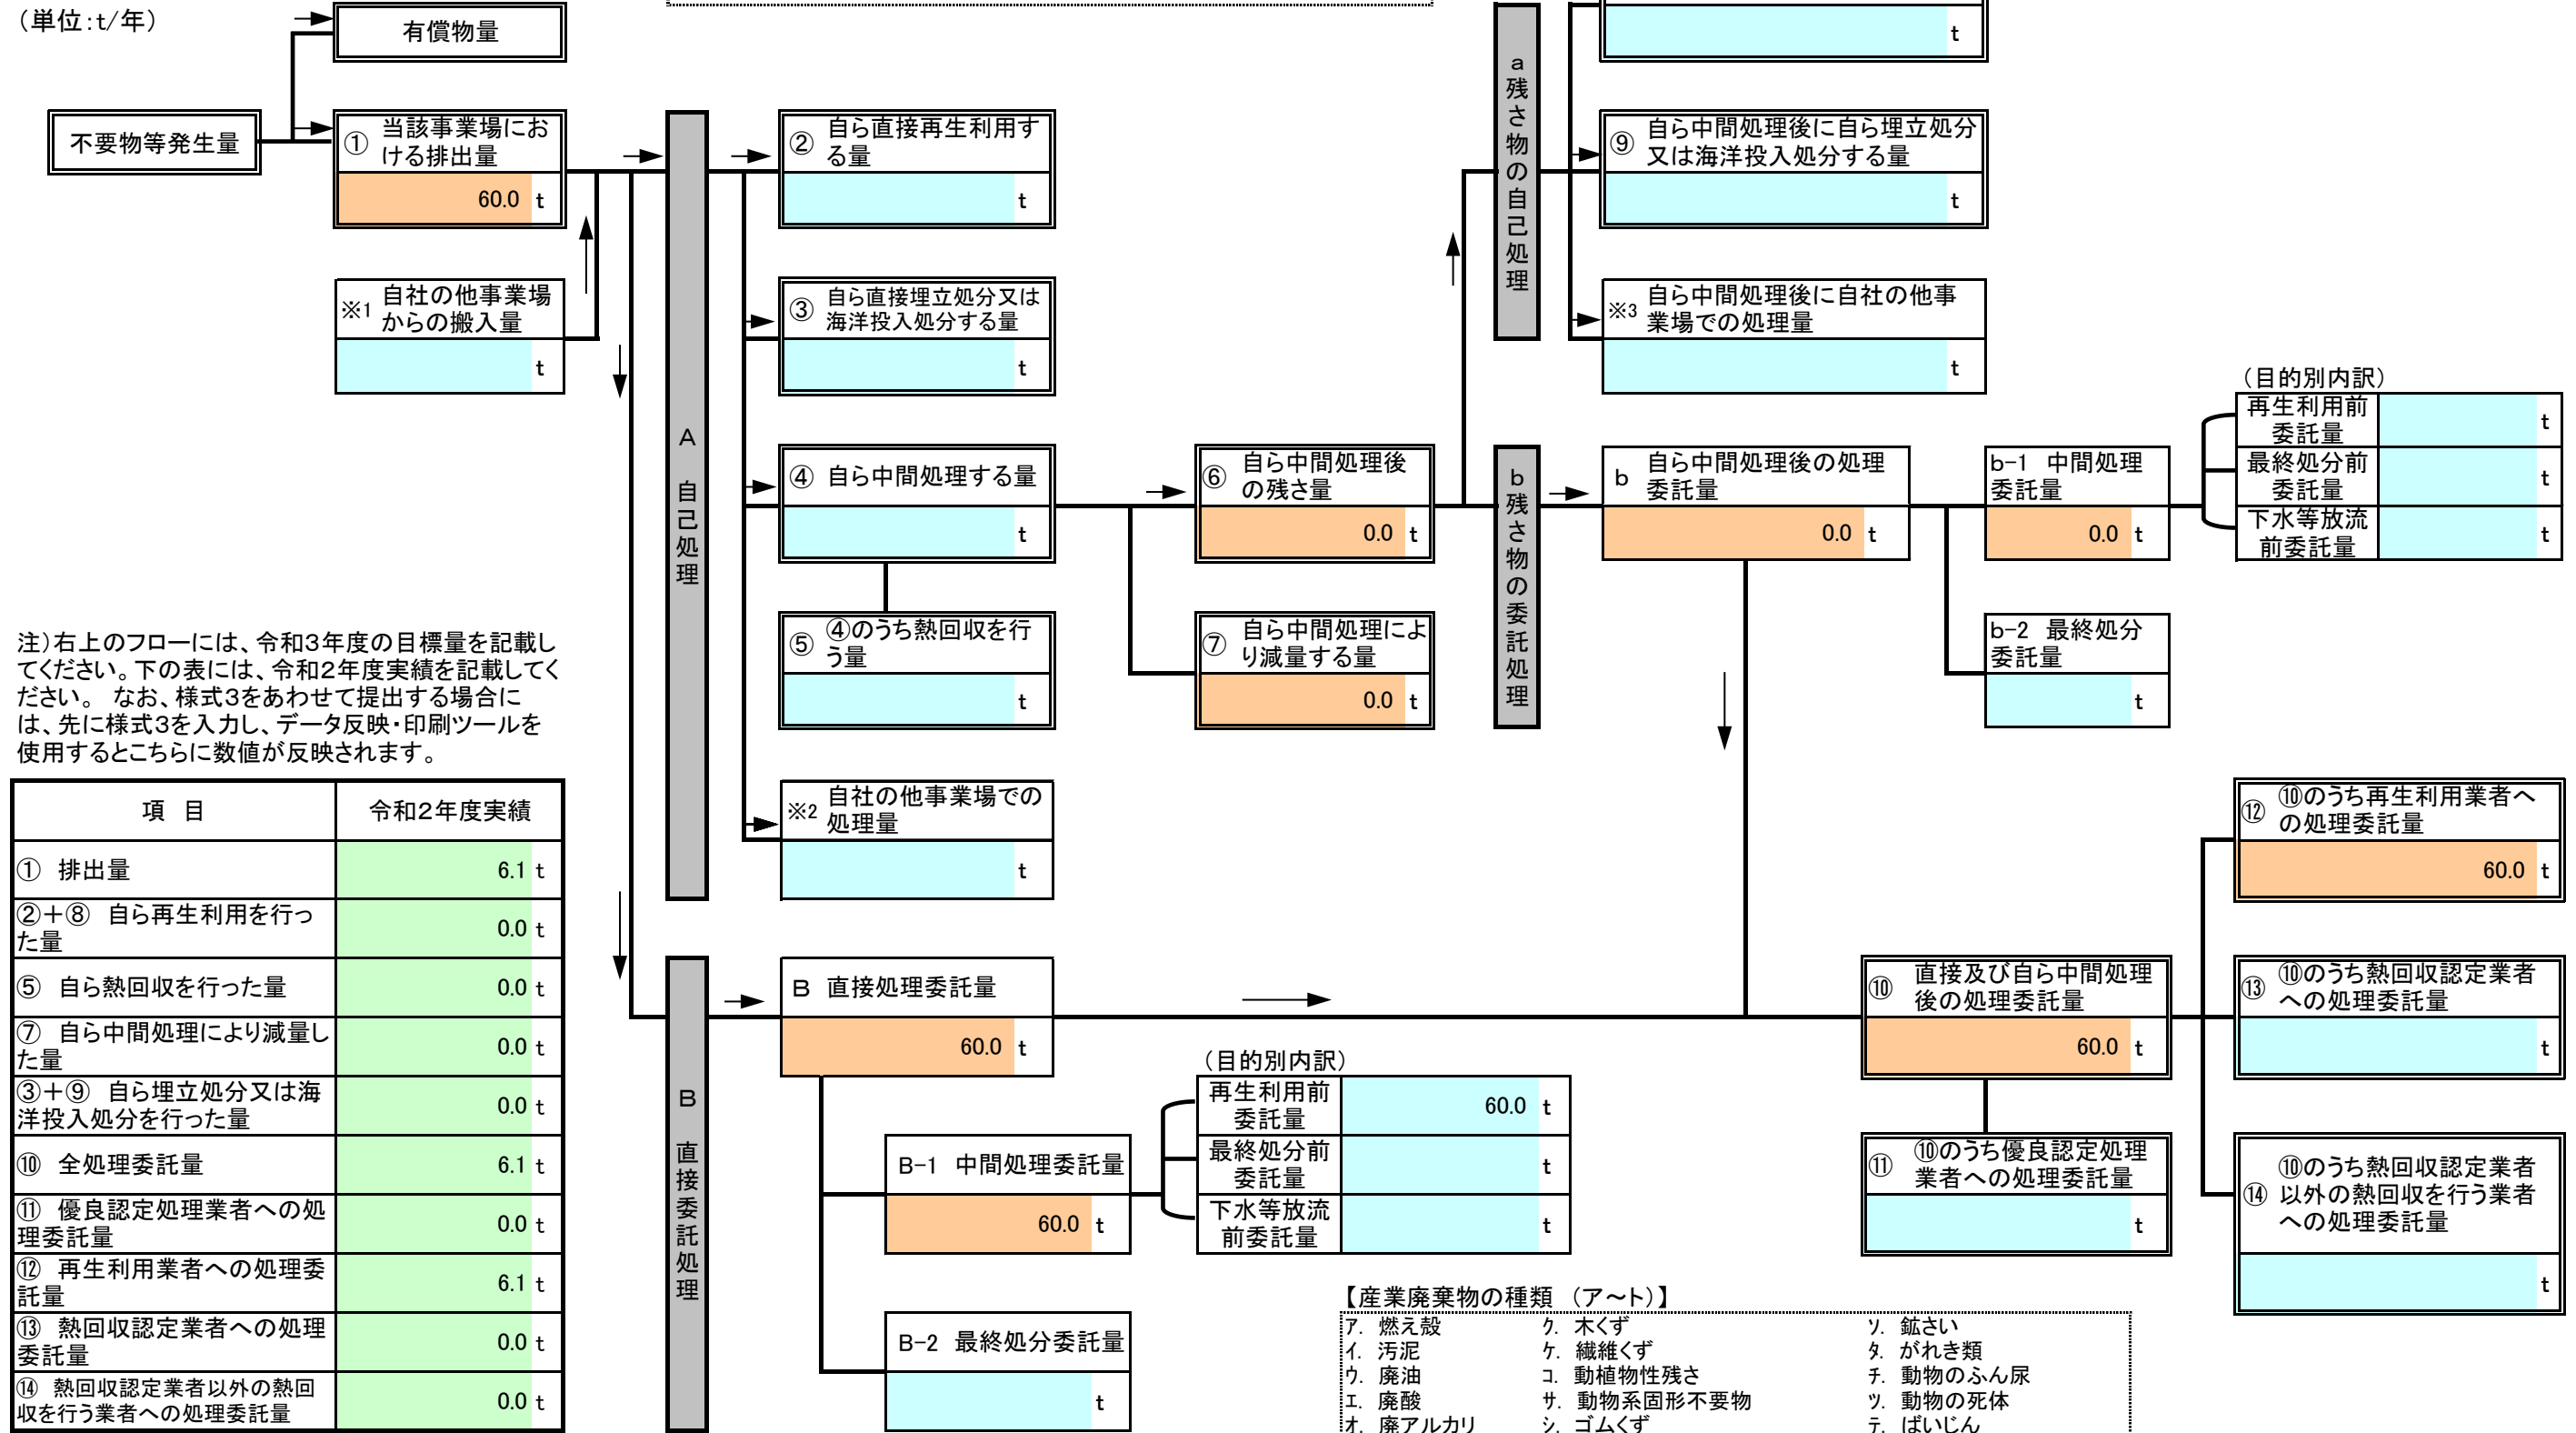 （単位:t/年）
有償物量
不要物等発生量
① 当該事業場にお
ける排出量
60.0 t
※1 自社の他事業場
からの搬入量
t
A 自己処理
② 自ら直接再生利用す
る量
t
③ 自ら直接埋立処分又は
海洋投入処分する量
t
④ 自ら中間処理する量
t
⑤ ④のうち熱回収を行
う量
t
※2 自社の他事業場での
処理量
t
⑥ 自ら中間処理後
の残さ量
0.0 t
⑦ 自ら中間処理によ
り減量する量
0.0 t
a 残さ物の自己処理
t
⑨ 自ら中間処理後に自ら埋立処分
又は海洋投入処分する量
t
※3 自ら中間処理後に自社の他事
業場での処理量
t
b 残さ物の委託処理
b 自ら中間処理後の処理
委託量
0.0 t
b-1 中間処理
委託量
0.0 t
b-2 最終処分
委託量
t
（目的別内訳）
再生利用前
委託量
t
最終処分前
委託量
t
下水等放流
前委託量
t
注）右上のフローには、令和３年度の目標量を記載し
てください。下の表には、令和２年度実績を記載してく
ださい。 なお、様式３をあわせて提出する場合に
は、先に様式３を入力し、データ反映・印刷ツールを
使用するとこちらに数値が反映されます。
項 目 令和２年度実績
① 排出量 6.1 t
②＋⑧ 自ら再生利用を行っ
た量
0.0 t
⑤ 自ら熱回収を行った量 0.0 t
⑦ 自ら中間処理により減量し
た量
0.0 t
③＋⑨ 自ら埋立処分又は海
洋投入処分を行った量
0.0 t
⑩ 全処理委託量 6.1 t
⑪ 優良認定処理業者への処
理委託量
0.0 t
⑫ 再生利用業者への処理委
託量
6.1 t
⑬ 熱回収認定業者への処理
委託量
0.0 t
⑭ 熱回収認定業者以外の熱回
収を行う業者への処理委託量
0.0 t
B 直接委託処理
B 直接処理委託量
60.0 t
B-1 中間処理委託量
60.0 t
B-2 最終処分委託量
t
（目的別内訳）
再生利用前
委託量
60.0 t
最終処分前
委託量
t
下水等放流
前委託量
t
⑩ 直接及び自ら中間処理
後の処理委託量
60.0 t
⑪ ⑩のうち優良認定処理
業者への処理委託量
t
⑫ ⑩のうち再生利用業者へ
の処理委託量
60.0 t
⑬ ⑩のうち熱回収認定業者
への処理委託量
t
⑭ ⑩のうち熱回収認定業者
以外の熱回収を行う業者
への処理委託量
t
【産業廃棄物の種類 （ア～ト）】
ア. 燃え殻 ク. 木くず ソ. 鉱さい
イ. 汚泥 ケ. 繊維くず タ. がれき類
ウ. 廃油 コ. 動植物性残さ チ. 動物のふん尿
エ. 廃酸 サ. 動物系固形不要物 ツ. 動物の死体
オ. 廃アルカリ シ. ゴムくず テ. ばいじん